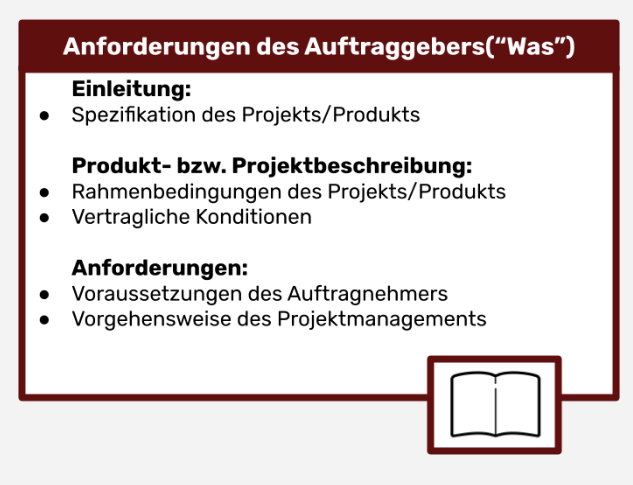 Anforderungen des Auftraggebers(“Was”)
Einleitung:
● Spezifikation des Projekts/Produkts
Produkt- bzw. Projektbeschreibung:
● Rahmenbedingungen des Projekts/Produkts
● Vertragliche Konditionen
Anforderungen:
● Voraussetzungen des Auftragnehmers
● Vorgehensweise des Projektmanagements